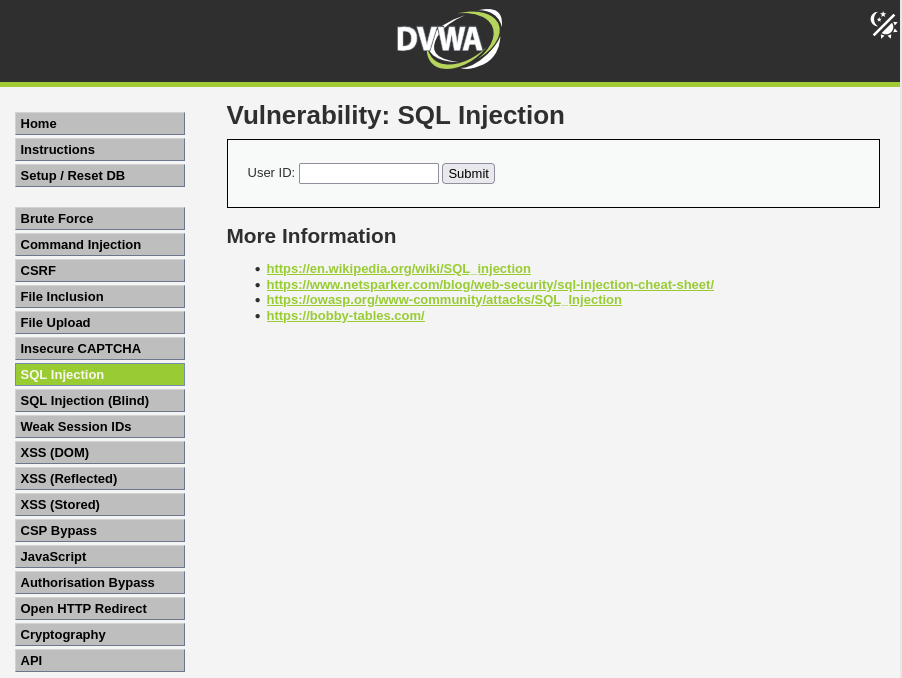 DVWA
Home
Instructions
Setup / Reset DB
Brute Force
Command Injection
CSRF
File Inclusion
File Upload
Insecure CAPTCHA
SQL Injection
SQL Injection (Blind)
Weak Session IDs
XSS (DOM)
XSS (Reflected)
XSS (Stored)
CSP Bypass
JavaScript
Authorisation Bypass
Open HTTP Redirect
Cryptography
API
Vulnerability: SQL Injection
User ID: Submit
More Information
• https://en.wikipedia.org/wiki/SQL_injection
• https://www.netsparker.com/blog/web-security/sql-injection-cheat-sheet/
• https://owasp.org/www-community/attacks/SQL_Injection
• https://bobby-tables.com/